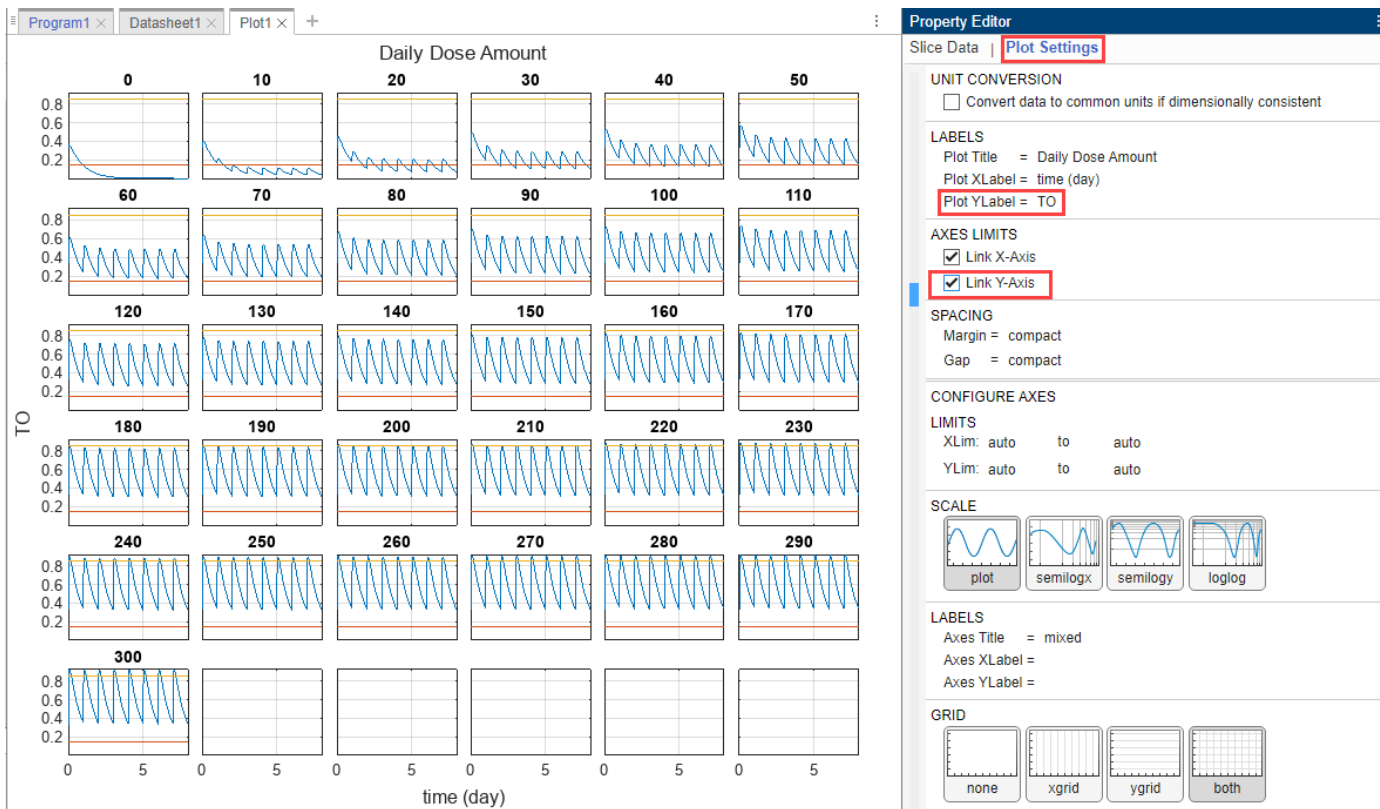 Program1 × Datasheet1 × Plot1 × +
Daily Dose Amount
0 10 20 30 40 50
0.8
0.6
0.4
0.2
60 70 80 90 100 110
0.8
0.6
0.4
0.2
120 130 140 150 160 170
0.8
0.6
0.4
0.2
TO
180 190 200 210 220 230
0.8
0.6
0.4
0.2
240 250 260 270 280 290
0.8
0.6
0.4
0.2
300
0.8
0.6
0.4
0.2
0 5 0 5 0 5 0 5 0 5 0 5
time (day)
Property Editor
Slice Data | Plot Settings
UNIT CONVERSION
Convert data to common units if dimensionally consistent
LABELS
Plot Title = Daily Dose Amount
Plot XLabel = time (day)
Plot YLabel = TO
AXES LIMITS
Link X-Axis
Link Y-Axis
SPACING
Margin = compact
Gap = compact
CONFIGURE AXES
LIMITS
XLim: auto to auto
YLim: auto to auto
SCALE
plot semilogx semilogy loglog
LABELS
Axes Title = mixed
Axes XLabel =
Axes YLabel =
GRID
none xgrid ygrid both